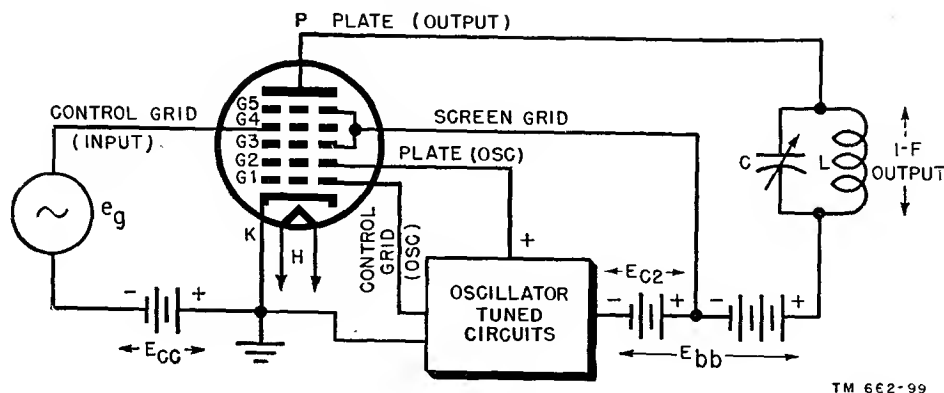 P PLATE (OUTPUT)
CONTROL GRID
(INPUT)
G5
G4
G3
G2
G1
SCREEN GRID
PLATE (OSC)
C
L
I-F
OUTPUT
eg
K
H
CONTROL
GRID
(OSC)
+
OSCILLATOR
TUNED
CIRCUITS
EC2
- + - +
- +
ECC
Ebb
TM 662-99